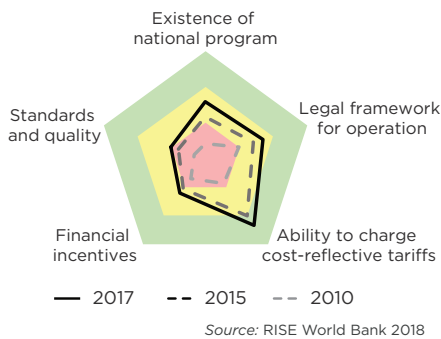 Existence of
national program
Standards
and quality
Legal framework
for operation
Financial
incentives
Ability to charge
cost-reflective tariffs
2017
2015
2010
Source: RISE World Bank 2018